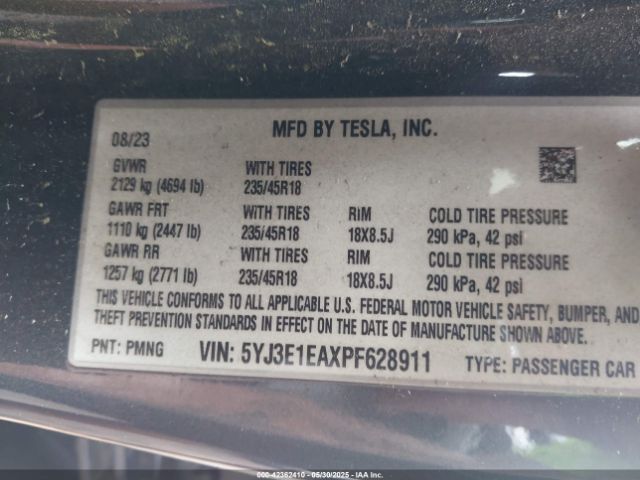 MFD BY TESLA, INC.
08/23
GVWR WITH TIRES
2129 kg (4694 lb) 235/45R18
GAWR FRT WITH TIRES RIM COLD TIRE PRESSURE
1110 kg (2447 lb) 235/45R18 18X8.5J 290 kPa, 42 psi
GAWR RR WITH TIRES RIM COLD TIRE PRESSURE
1257 kg (2771 lb) 235/45R18 18X8.5J 290 kPa, 42 psi
THIS VEHICLE CONFORMS TO ALL APPLICABLE U.S. FEDERAL MOTOR VEHICLE SAFETY, BUMPER, AND
THEFT PREVENTION STANDARDS IN EFFECT ON THE DATE OF MANUFACTURE SHOWN ABOVE.
PNT: PMNG VIN: 5YJ3E1EAXPF628911 TYPE: PASSENGER CAR
000-42362410 - 05/30/2025 - IAA Inc.